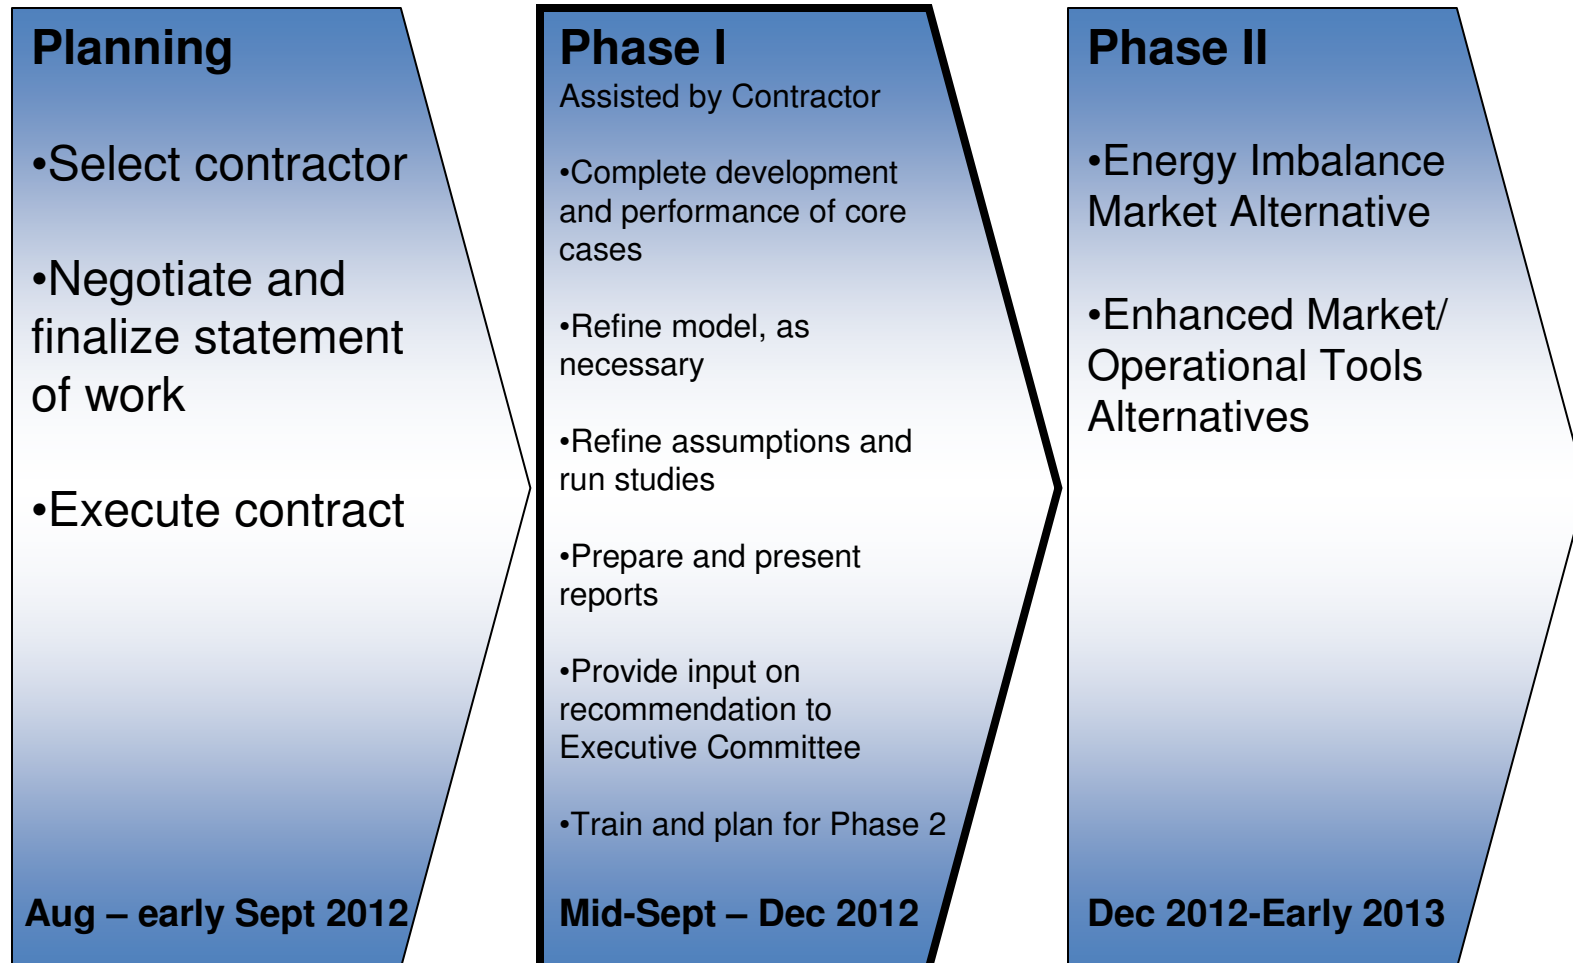 Planning
•Select contractor
•Negotiate and
finalize statement
of work
•Execute contract
Aug – early Sept 2012
Phase I
Assisted by Contractor
•Complete development
and performance of core
cases
•Refine model, as
necessary
•Refine assumptions and
run studies
•Prepare and present
reports
•Provide input on
recommendation to
Executive Committee
•Train and plan for Phase 2
Mid-Sept – Dec 2012
Phase II
•Energy Imbalance
Market Alternative
•Enhanced Market/
Operational Tools
Alternatives
Dec 2012-Early 2013